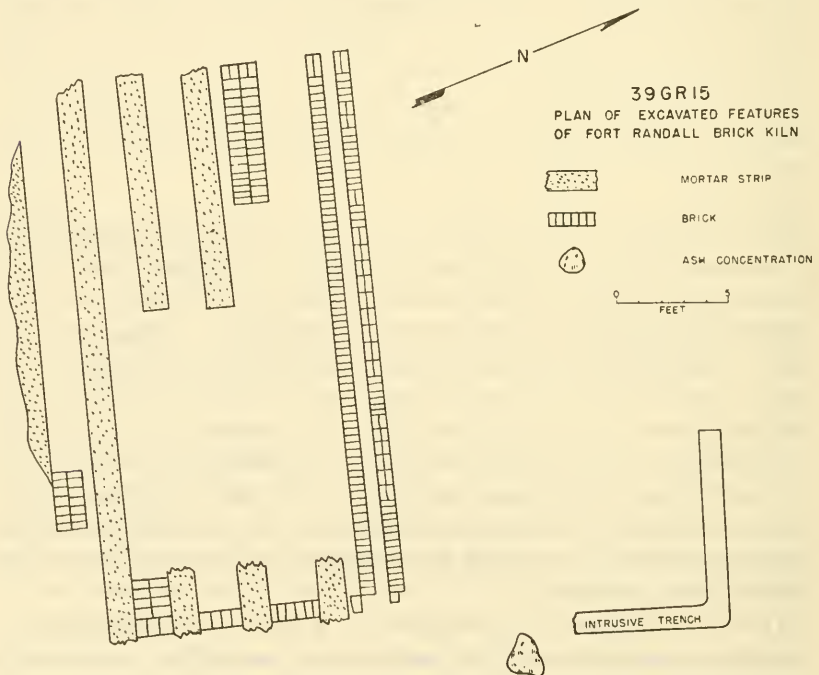 N
39GR15
PLAN OF EXCAVATED FEATURES
OF FORT RANDALL BRICK KILN
MORTAR STRIP
BRICK
ASH CONCENTRATION
0 5
FEET
INTRUSIVE TRENCH